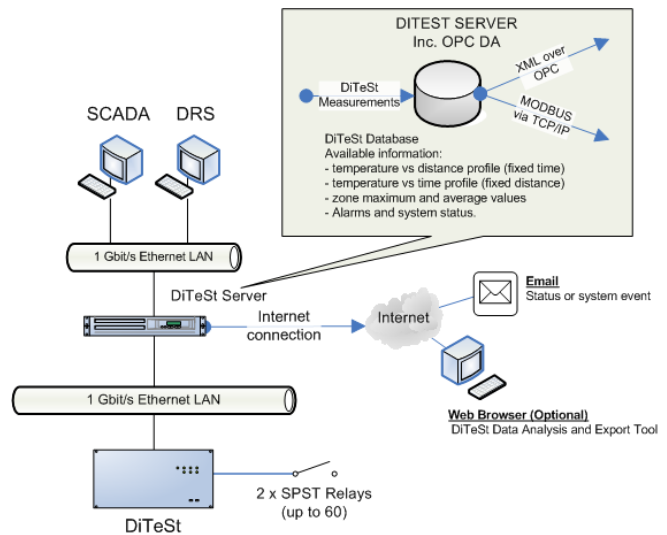 DITEST SERVER
Inc. OPC DA
DiTeSt
Measurements
XML over
OPC
MODBUS
via TCP/IP
DiTeSt Database
Available information:
- temperature vs distance profile (fixed time)
- temperature vs time profile (fixed distance)
- zone maximum and average values
- Alarms and system status.
SCADA
DRS
1 Gbit/s Ethernet LAN
DiTeSt Server
Internet
connection
Internet
Email
Status or system event
Web Browser (Optional)
DiTeSt Data Analysis and Export Tool
1 Gbit/s Ethernet LAN
2 x SPST Relays
(up to 60)
DiTeSt